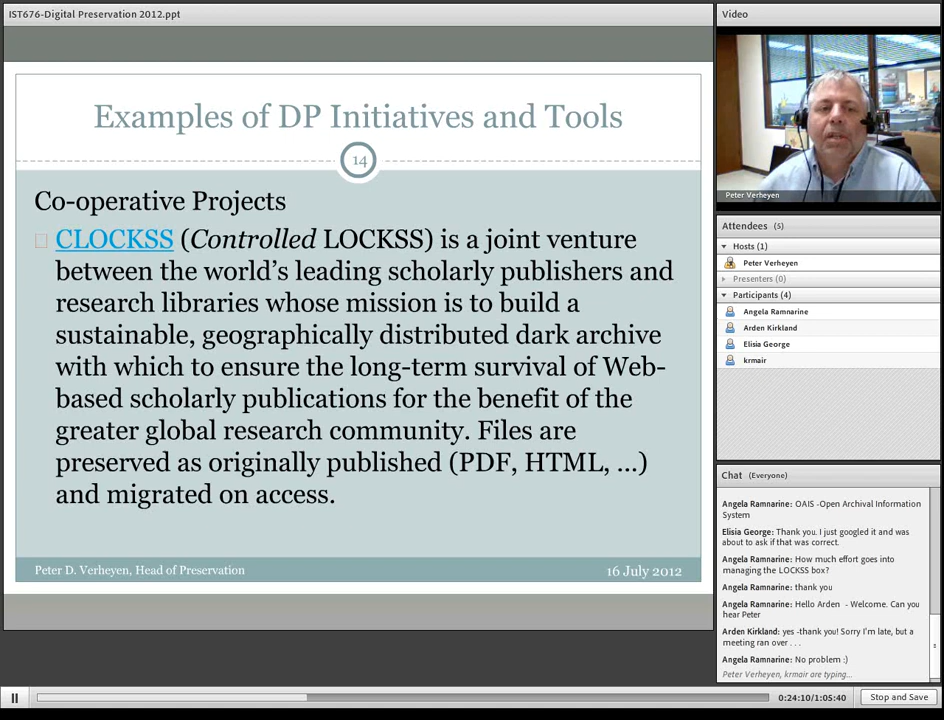 IST676-Digital Preservation 2012.ppt
Examples of DP Initiatives and Tools
14
Co-operative Projects
CLOCKSS (Controlled LOCKSS) is a joint venture
between the world's leading scholarly publishers and
research libraries whose mission is to build a
sustainable, geographically distributed dark archive
with which to ensure the long-term survival of Web-
based scholarly publications for the benefit of the
greater global research community. Files are
preserved as originally published (PDF, HTML, ...)
and migrated on access.
Peter D. Verheyen, Head of Preservation
16 July 2012
Video
Peter Verheyen
Attendees (5)
Hosts (1)
Peter Verheyen
Presenters (0)
Participants (4)
Angela Ramnarine
Arden Kirkland
Elisia George
krmair
Chat (Everyone)
Angela Ramnarine: OAIS -Open Archival Information
System
Elisia George: Thank you. I just googled it and was
about to ask if that was correct.
Angela Ramnarine: How much effort goes into
managing the LOCKSS box?
Angela Ramnarine: thank you
Angela Ramnarine: Hello Arden - Welcome. Can you
hear Peter
Arden Kirkland: yes -thank you! Sorry I'm late, but a
meeting ran over . . .
Angela Ramnarine: No problem :)
Peter Verheyen, krmair are typing...
0:24:10/1:05:40
Stop and Save